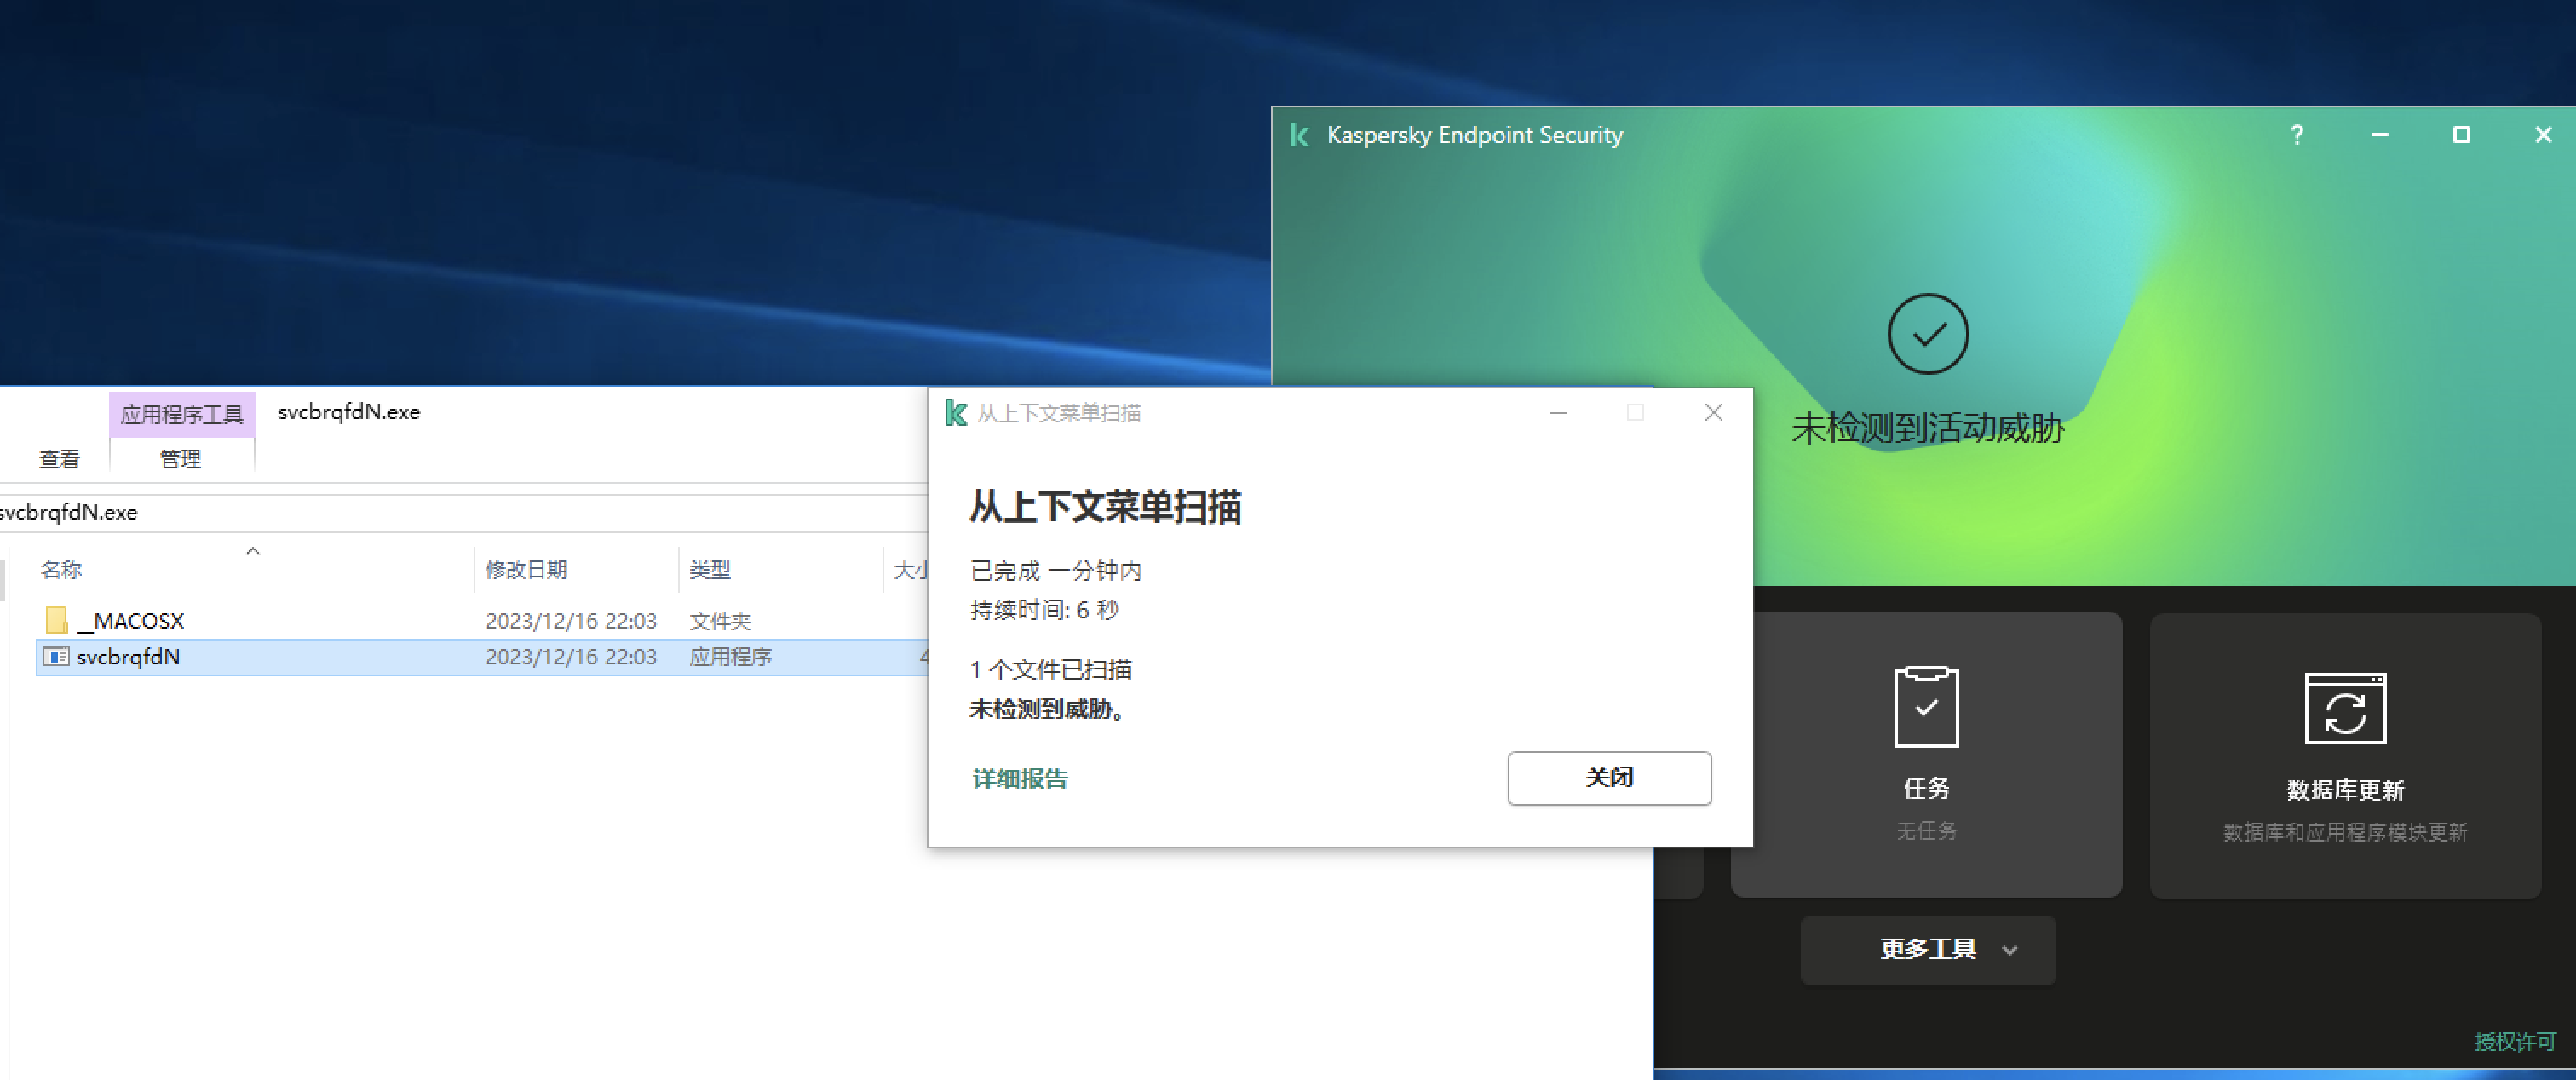 Kaspersky Endpoint Security
未检测到活动威胁
应用程序工具
svcbrqfdN.exe
查看
管理
svcbrqfdN.exe
名称
修改日期
类型
大小
__MACOSX
2023/12/16 22:03
文件夹
svcbrqfdN
2023/12/16 22:03
应用程序
4
从上下文菜单扫描
从上下文菜单扫描
已完成 一分钟内
持续时间: 6 秒
1 个文件已扫描
未检测到威胁。
详细报告
关闭
任务
无任务
数据库更新
数据库和应用程序模块更新
更多工具
授权许可